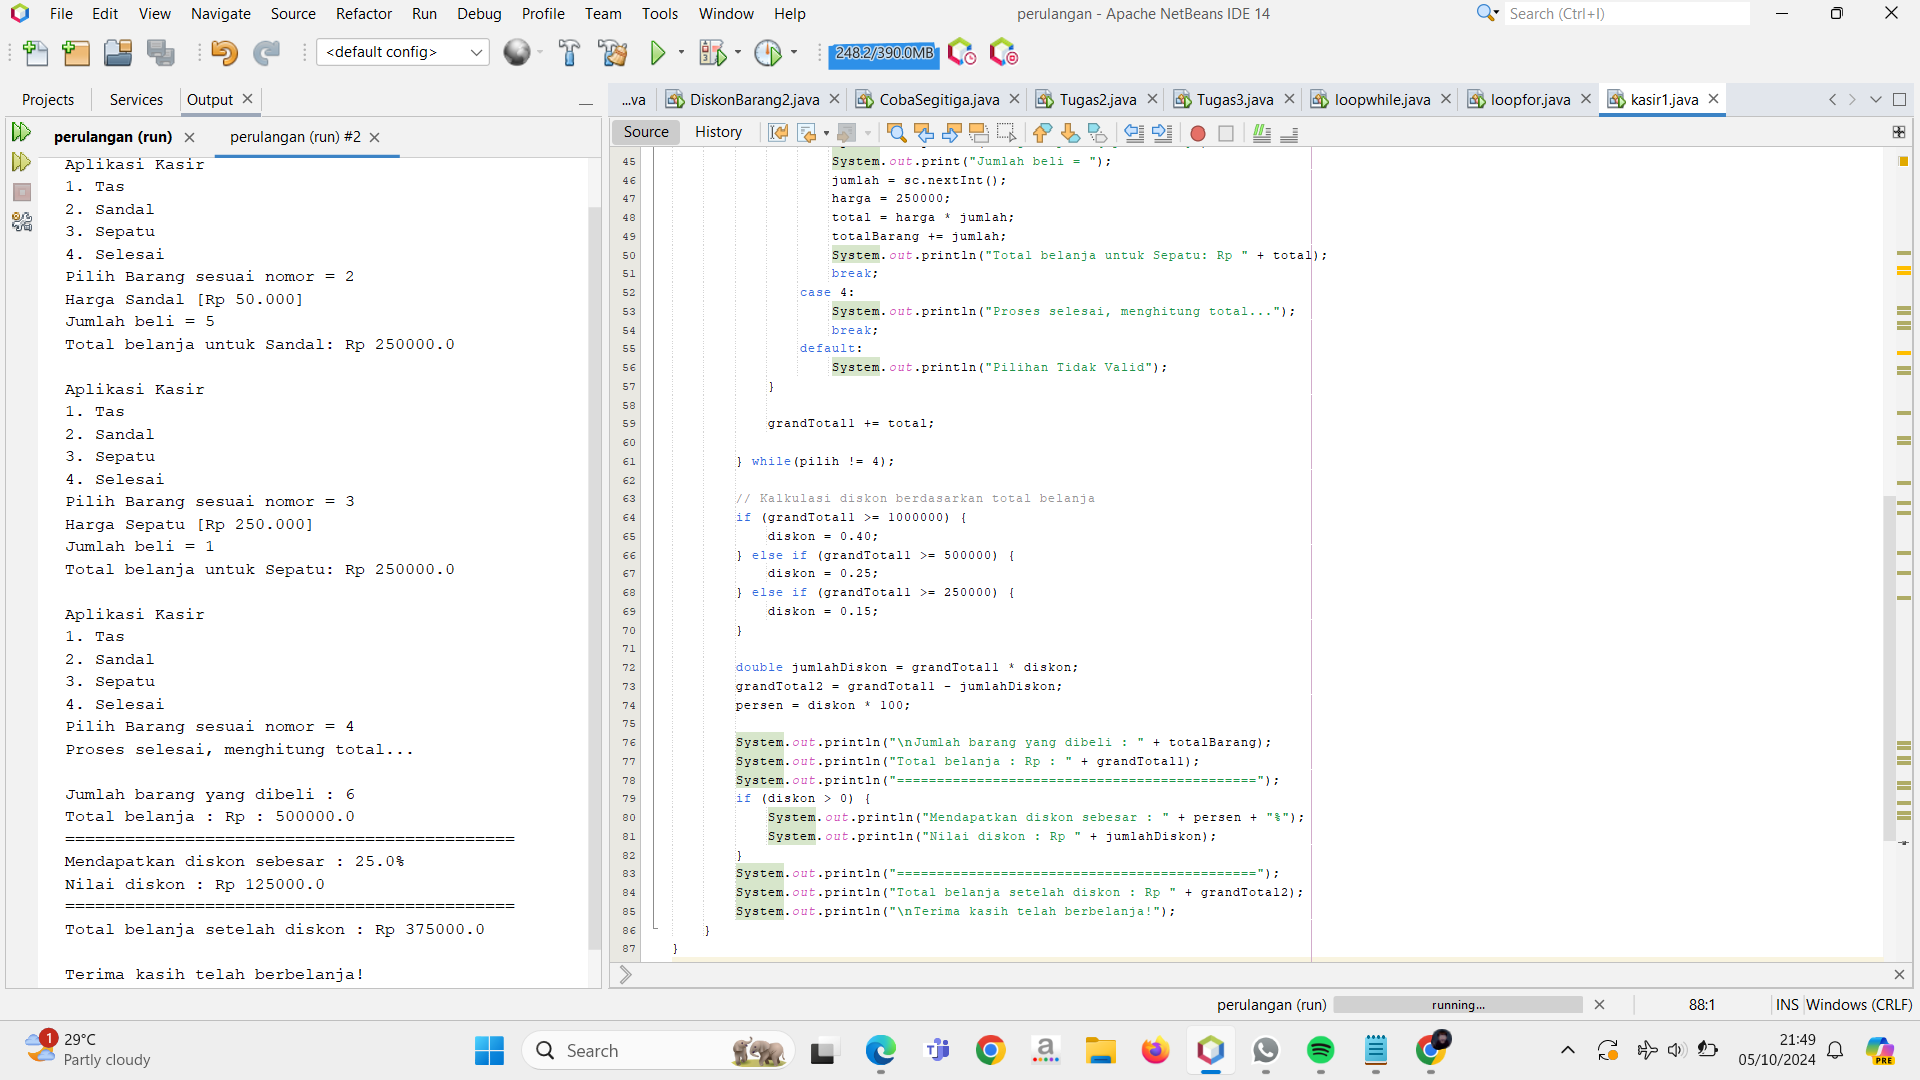 File Edit View Navigate Source Refactor Run Debug Profile Team Tools Window Help
perulangan - Apache NetBeans IDE 14
Search (Ctrl+I)
<default config>
248.2/390.0MB
Projects Services Output
perulangan (run) perulangan (run) #2
Aplikasi Kasir
1. Tas
2. Sandal
3. Sepatu
4. Selesai
Pilih Barang sesuai nomor = 2
Harga Sandal [Rp 50.000]
Jumlah beli = 5
Total belanja untuk Sandal: Rp 250000.0
Aplikasi Kasir
1. Tas
2. Sandal
3. Sepatu
4. Selesai
Pilih Barang sesuai nomor = 3
Harga Sepatu [Rp 250.000]
Jumlah beli = 1
Total belanja untuk Sepatu: Rp 250000.0
Aplikasi Kasir
1. Tas
2. Sandal
3. Sepatu
4. Selesai
Pilih Barang sesuai nomor = 4
Proses selesai, menghitung total...
Jumlah barang yang dibeli : 6
Total belanja : Rp : 500000.0
=============================================
Mendapatkan diskon sebesar : 25.0%
Nilai diskon : Rp 125000.0
=============================================
Total belanja setelah diskon : Rp 375000.0
Terima kasih telah berbelanja!
...va DiskonBarang2.java CobaSegitiga.java Tugas2.java Tugas3.java loopwhile.java loopfor.java kasir1.java
Source History
45 System.out.print("Jumlah beli = ");
46 jumlah = sc.nextInt();
47 harga = 250000;
48 total = harga * jumlah;
49 totalBarang += jumlah;
50 System.out.println("Total belanja untuk Sepatu: Rp " + total);
51 break;
52 case 4:
53 System.out.println("Proses selesai, menghitung total...");
54 break;
55 default:
56 System.out.println("Pilihan Tidak Valid");
57 }
58
59 grandTotal1 += total;
60
61 } while(pilih != 4);
62
63 // Kalkulasi diskon berdasarkan total belanja
64 if (grandTotal1 >= 1000000) {
65 diskon = 0.40;
66 } else if (grandTotal1 >= 500000) {
67 diskon = 0.25;
68 } else if (grandTotal1 >= 250000) {
69 diskon = 0.15;
70 }
71
72 double jumlahDiskon = grandTotal1 * diskon;
73 grandTotal2 = grandTotal1 - jumlahDiskon;
74 persen = diskon * 100;
75
76 System.out.println("\nJumlah barang yang dibeli : " + totalBarang);
77 System.out.println("Total belanja : Rp : " + grandTotal1);
78 System.out.println("=============================================");
79 if (diskon > 0) {
80 System.out.println("Mendapatkan diskon sebesar : " + persen + "%");
81 System.out.println("Nilai diskon : Rp " + jumlahDiskon);
82 }
83 System.out.println("=============================================");
84 System.out.println("Total belanja setelah diskon : Rp " + grandTotal2);
85 System.out.println("\nTerima kasih telah berbelanja!");
86 }
87 }
perulangan (run) running... 88:1 INS Windows (CRLF)
1 29°C
Partly cloudy
Search
21:49
05/10/2024
PRE